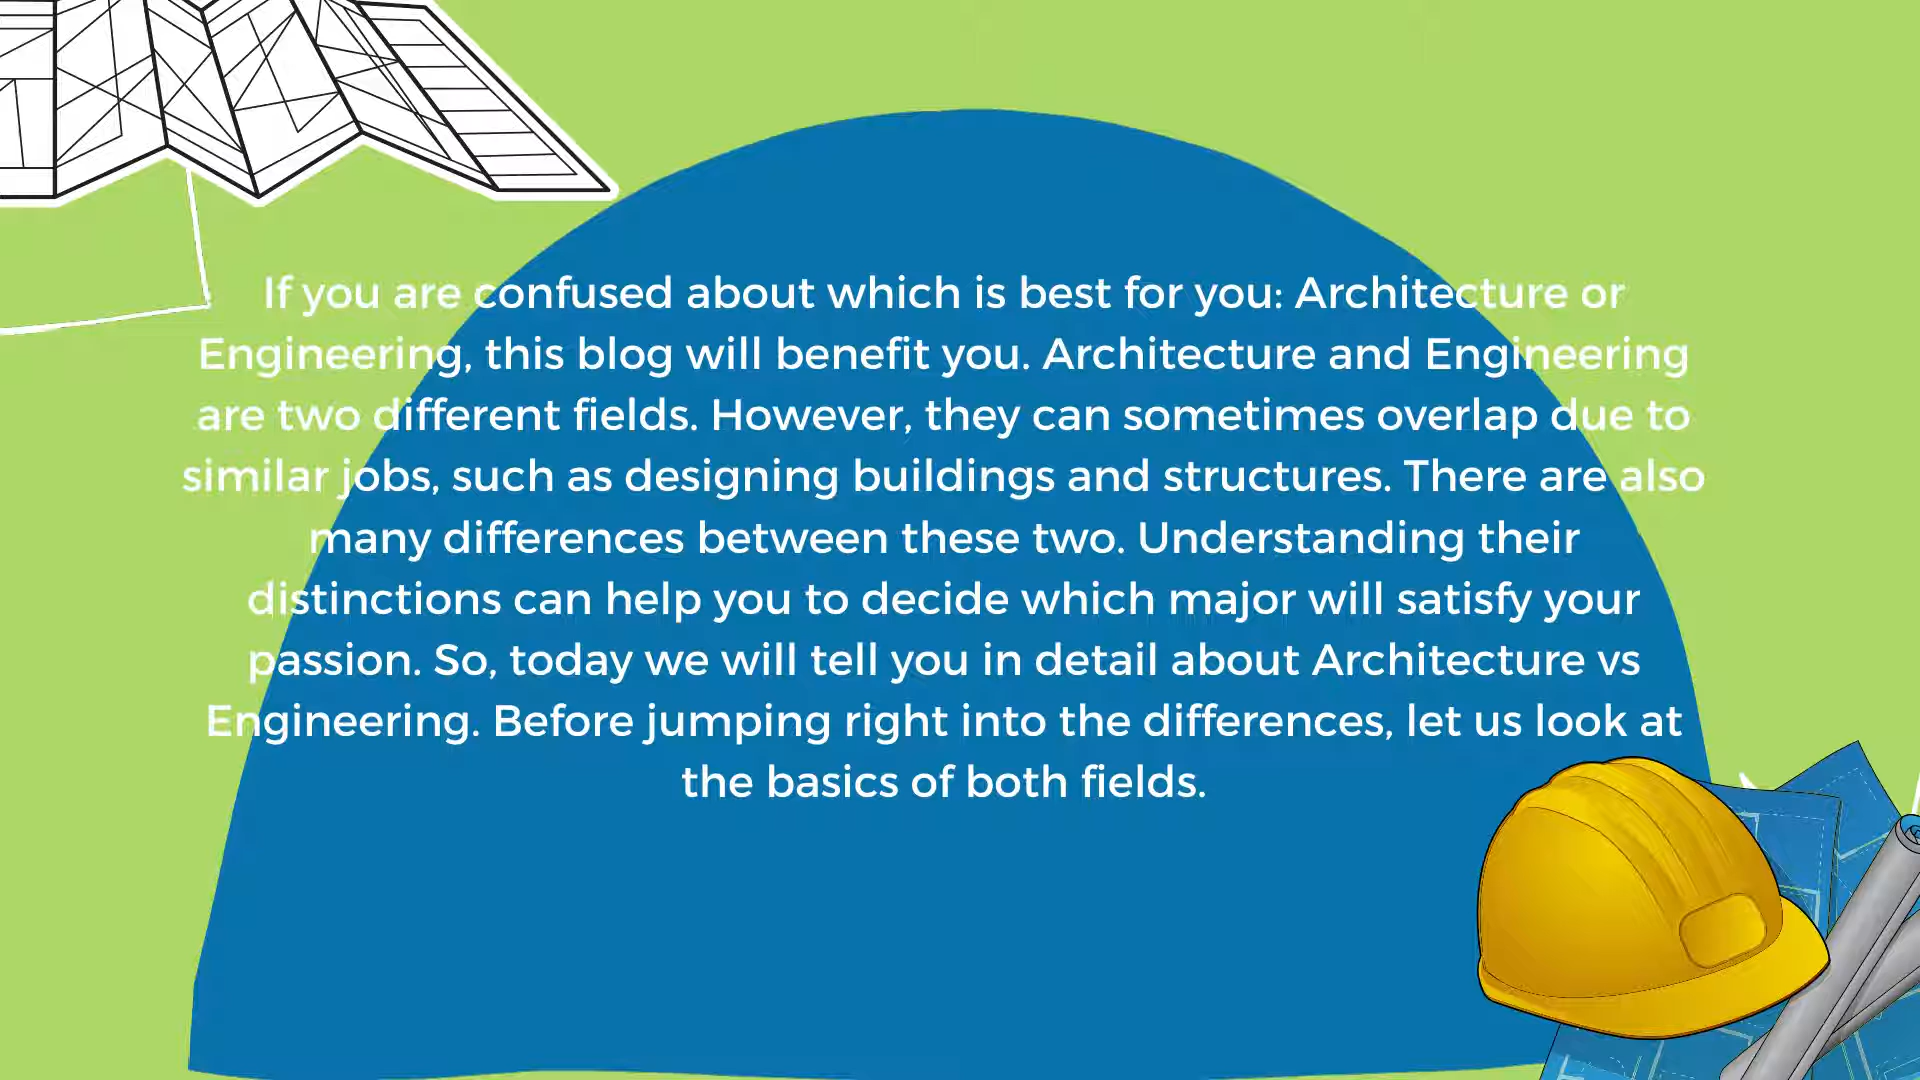 If you are confused about which is best for you: Architecture or
Engineering, this blog will benefit you. Architecture and Engineering
are two different fields. However, they can sometimes overlap due to
similar jobs, such as designing buildings and structures. There are also
many differences between these two. Understanding their
distinctions can help you to decide which major will satisfy your
passion. So, today we will tell you in detail about Architecture vs
Engineering. Before jumping right into the differences, let us look at
the basics of both fields.